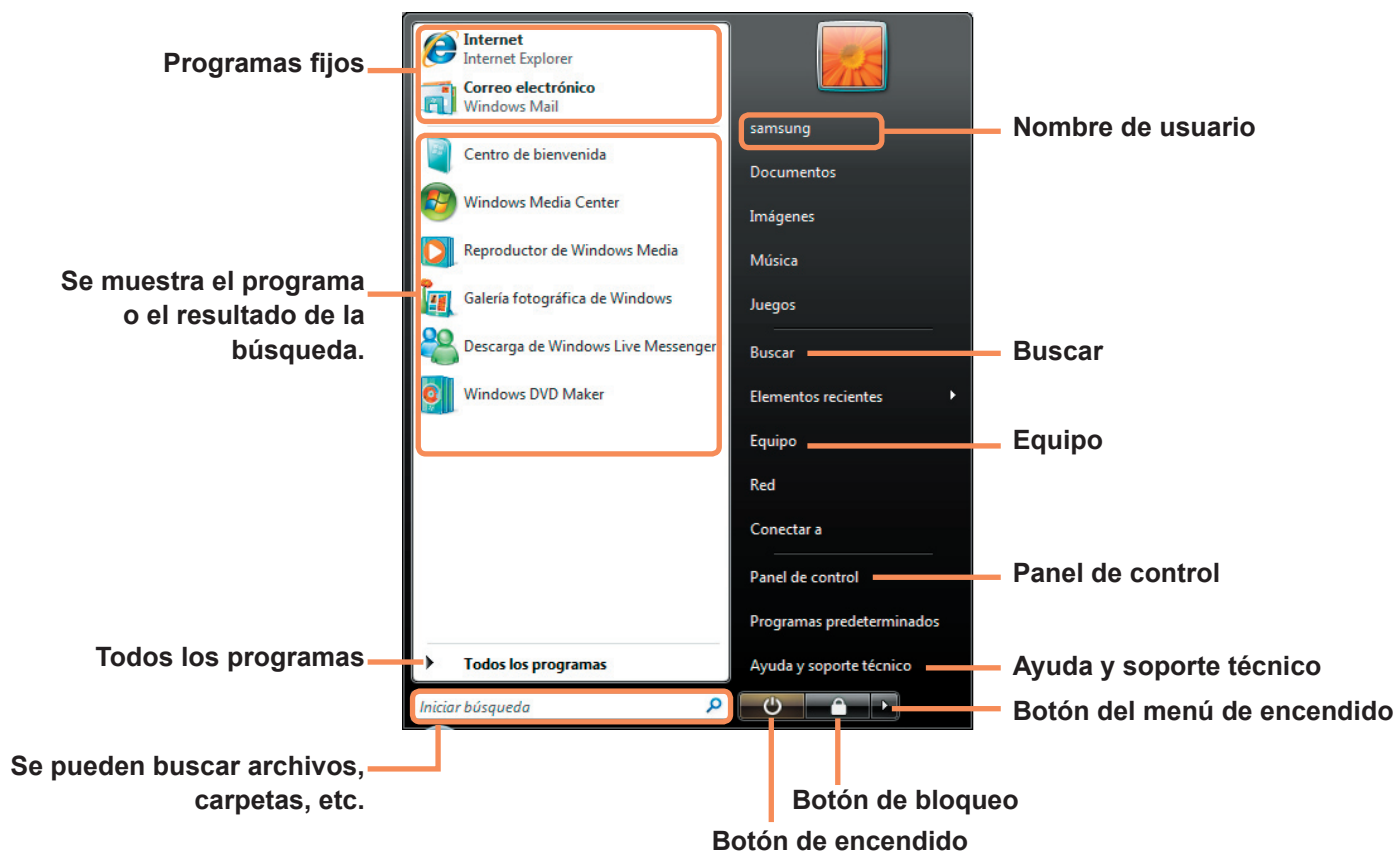 Programas fijos
Internet
Internet Explorer
Correo electrónico
Windows Mail
Se muestra el programa
o el resultado de la
búsqueda.
Centro de bienvenida
Windows Media Center
Reproductor de Windows Media
Galería fotográfica de Windows
Descarga de Windows Live Messenger
Windows DVD Maker
Todos los programas
Todos los programas
Iniciar búsqueda
Se pueden buscar archivos,
carpetas, etc.
samsung
Nombre de usuario
Documentos
Imágenes
Música
Juegos
Buscar
Buscar
Elementos recientes
Equipo
Equipo
Red
Conectar a
Panel de control
Panel de control
Programas predeterminados
Ayuda y soporte técnico
Ayuda y soporte técnico
Botón del menú de encendido
Botón de bloqueo
Botón de encendido